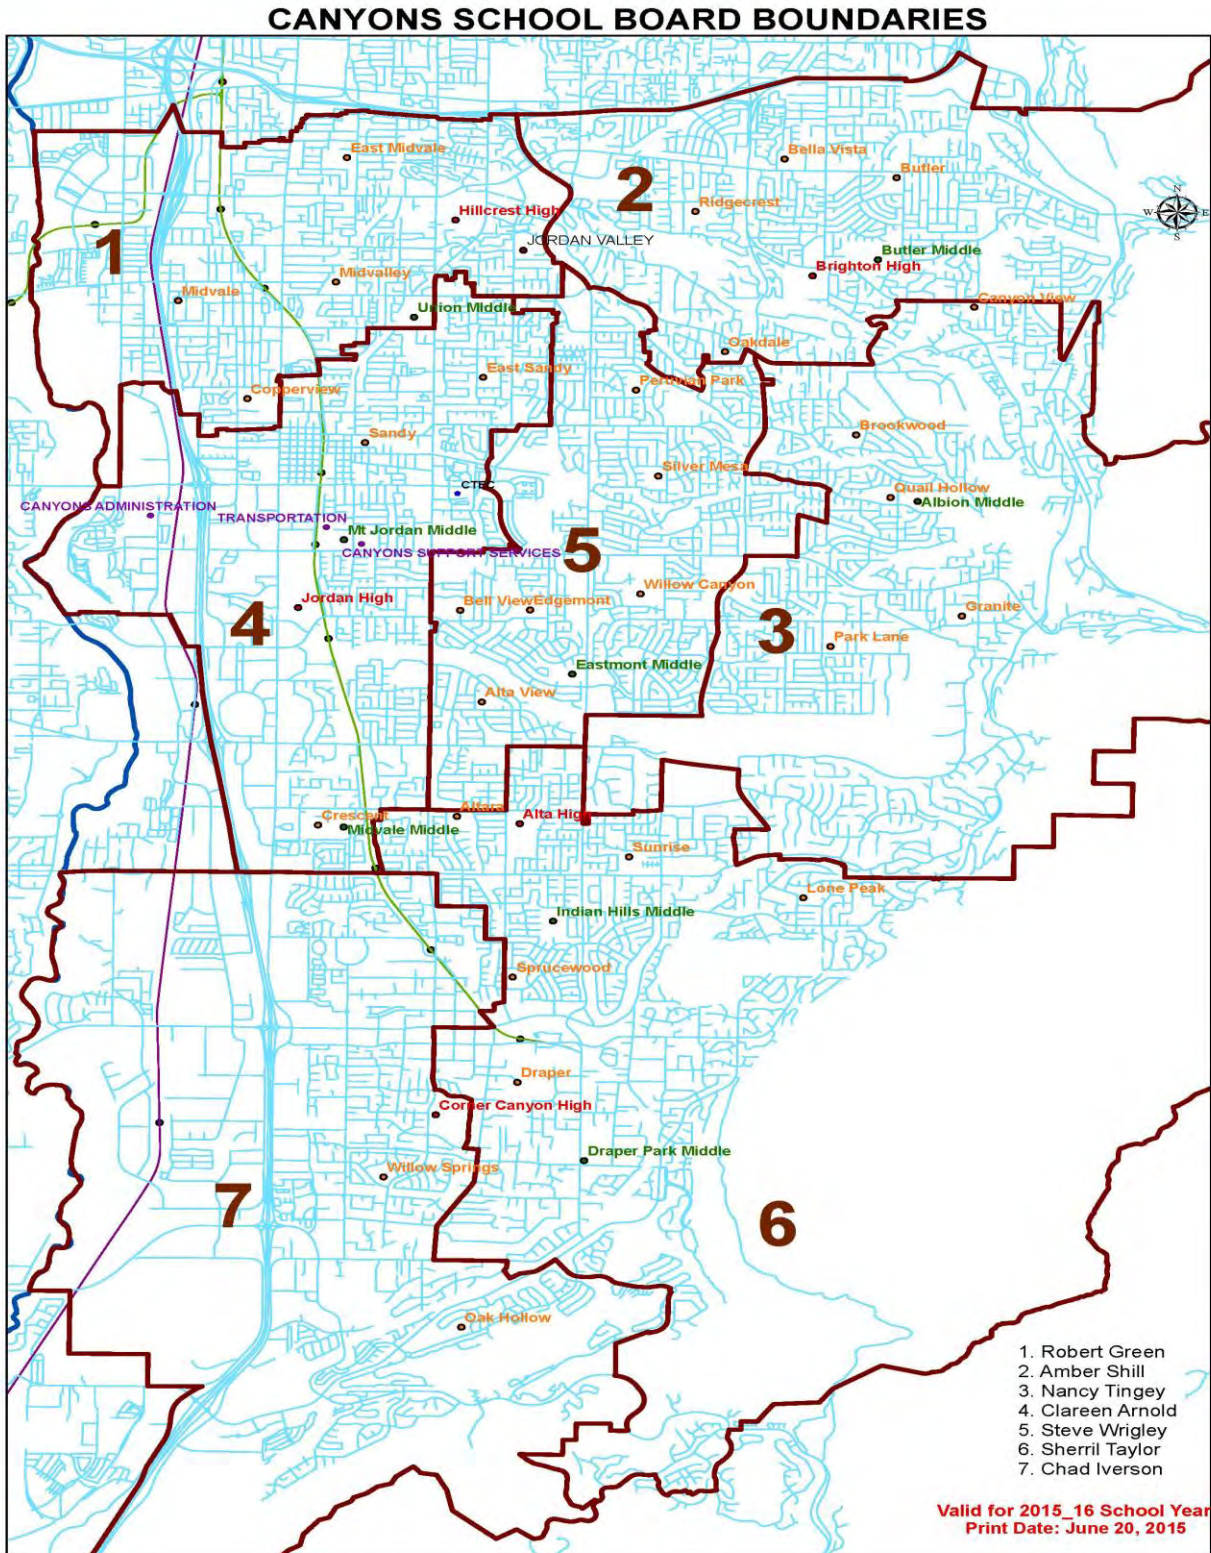 CANYONS SCHOOL BOARD BOUNDARIES
East Midvale
Bella Vista
Butler
2
Ridgecrest
N
W
E
S
Hillcrest High
JORDAN VALLEY
1
Butler Middle
Brighton High
Midvalley
Midvale
Union Middle
Canyon View
Oakdale
East Sandy
Peruvian Park
Copperview
Sandy
Brookwood
Silver Mesa
CTEC
Quail Hollow
Albion Middle
CANYONS ADMINISTRATION
TRANSPORTATION
Mt Jordan Middle
CANYONS SUPPORT SERVICES
5
Willow Canyon
Jordan High
Bell View
Edgemont
4
3
Granite
Park Lane
Eastmont Middle
Alta View
Crescent
Altara
Alta High
Midvale Middle
Sunrise
Lone Peak
Indian Hills Middle
Sprucewood
Draper
Corner Canyon High
Draper Park Middle
Willow Springs
7
6
Oak Hollow
1. Robert Green
2. Amber Shill
3. Nancy Tingey
4. Clareen Arnold
5. Steve Wrigley
6. Sherril Taylor
7. Chad Iverson
Valid for 2015_16 School Year
Print Date: June 20, 2015